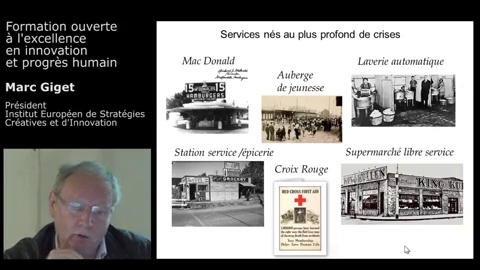 Formation ouverte
à l'excellence
en innovation
et progrès humain
Marc Giget
Président
Institut Européen de Stratégies
Créatives et d'Innovation
Services nés au plus profond de crises
Mac Donald
Auberge
de jeunesse
Laverie automatique
15
HAMBURGERS
15
Station service /épicerie
Croix Rouge
Supermarché libre service
GROCERY
RED CROSS FIRST AID
KING